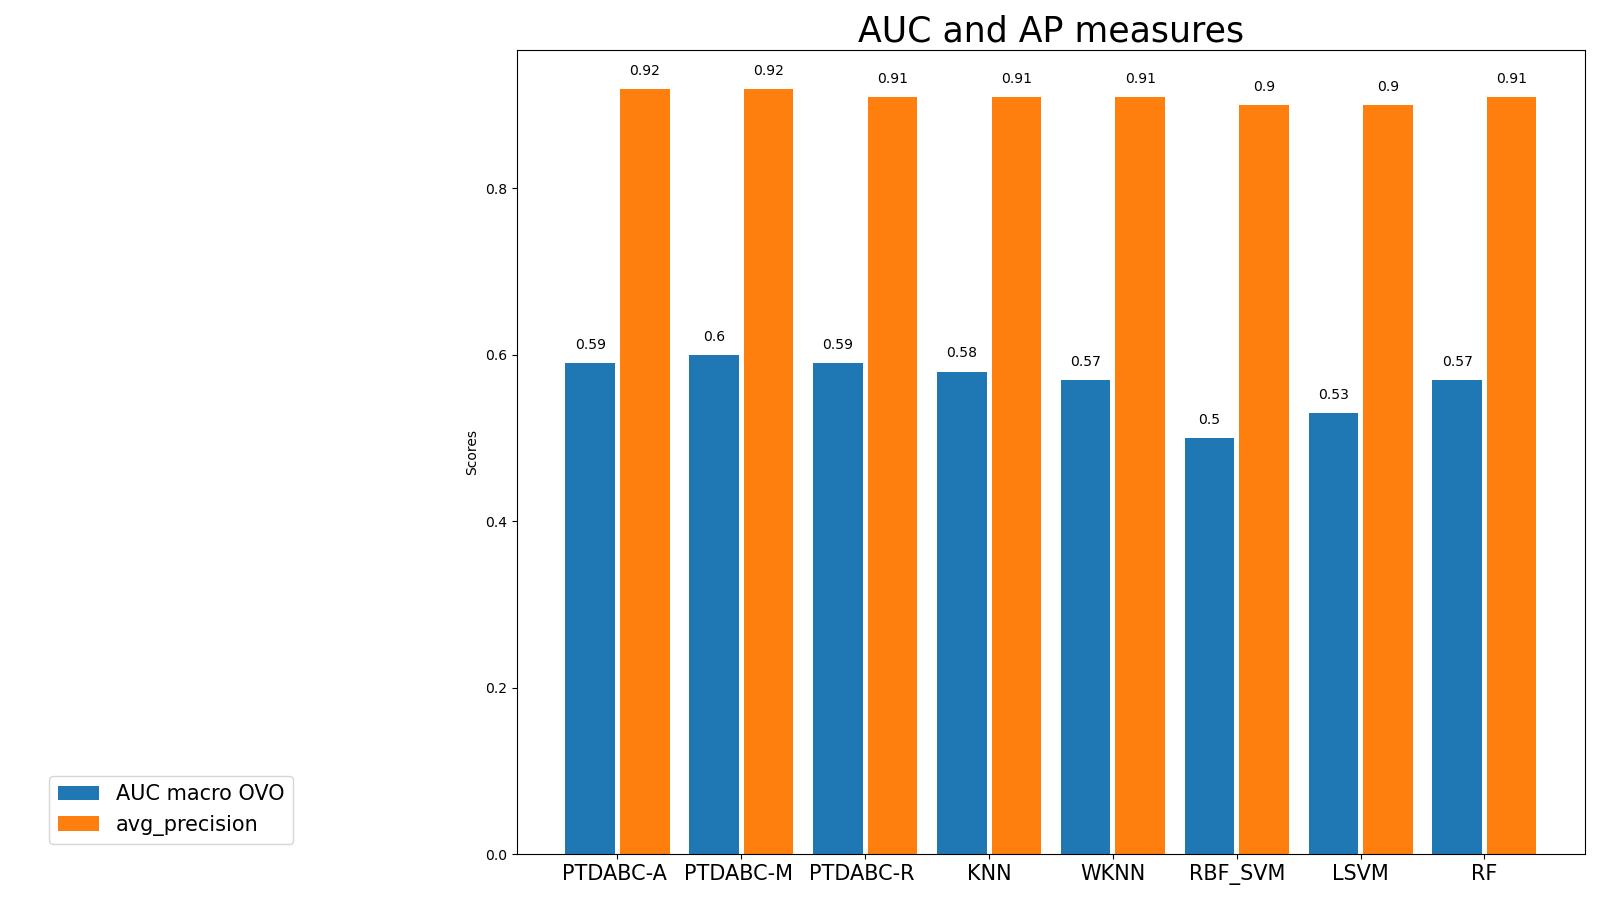 AUC and AP measures
0.92
0.92
0.91
0.91
0.91
0.9
0.9
0.91
0.8
0.59
0.6
0.59
0.58
0.57
0.5
0.53
0.57
0.6
Scores
0.4
0.2
0.0
PTDABC-A
PTDABC-M
PTDABC-R
KNN
WKNN
RBF_SVM
LSVM
RF
AUC macro OVO
avg_precision